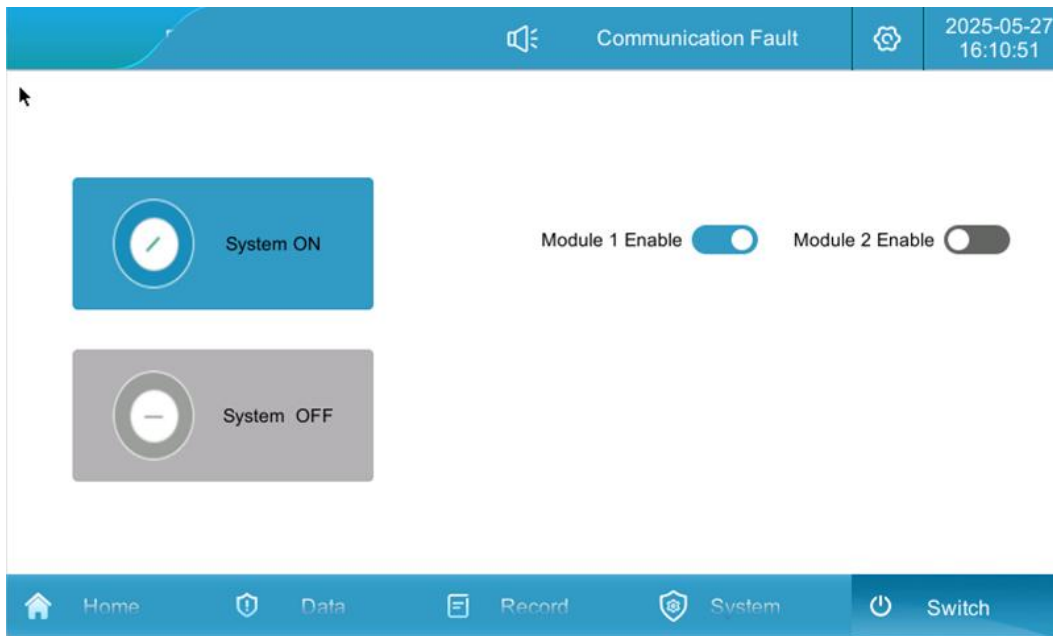 Communication Fault
2025-05-27
16:10:51
System ON
Module 1 Enable
Module 2 Enable
System OFF
Home
Data
Record
System
Switch